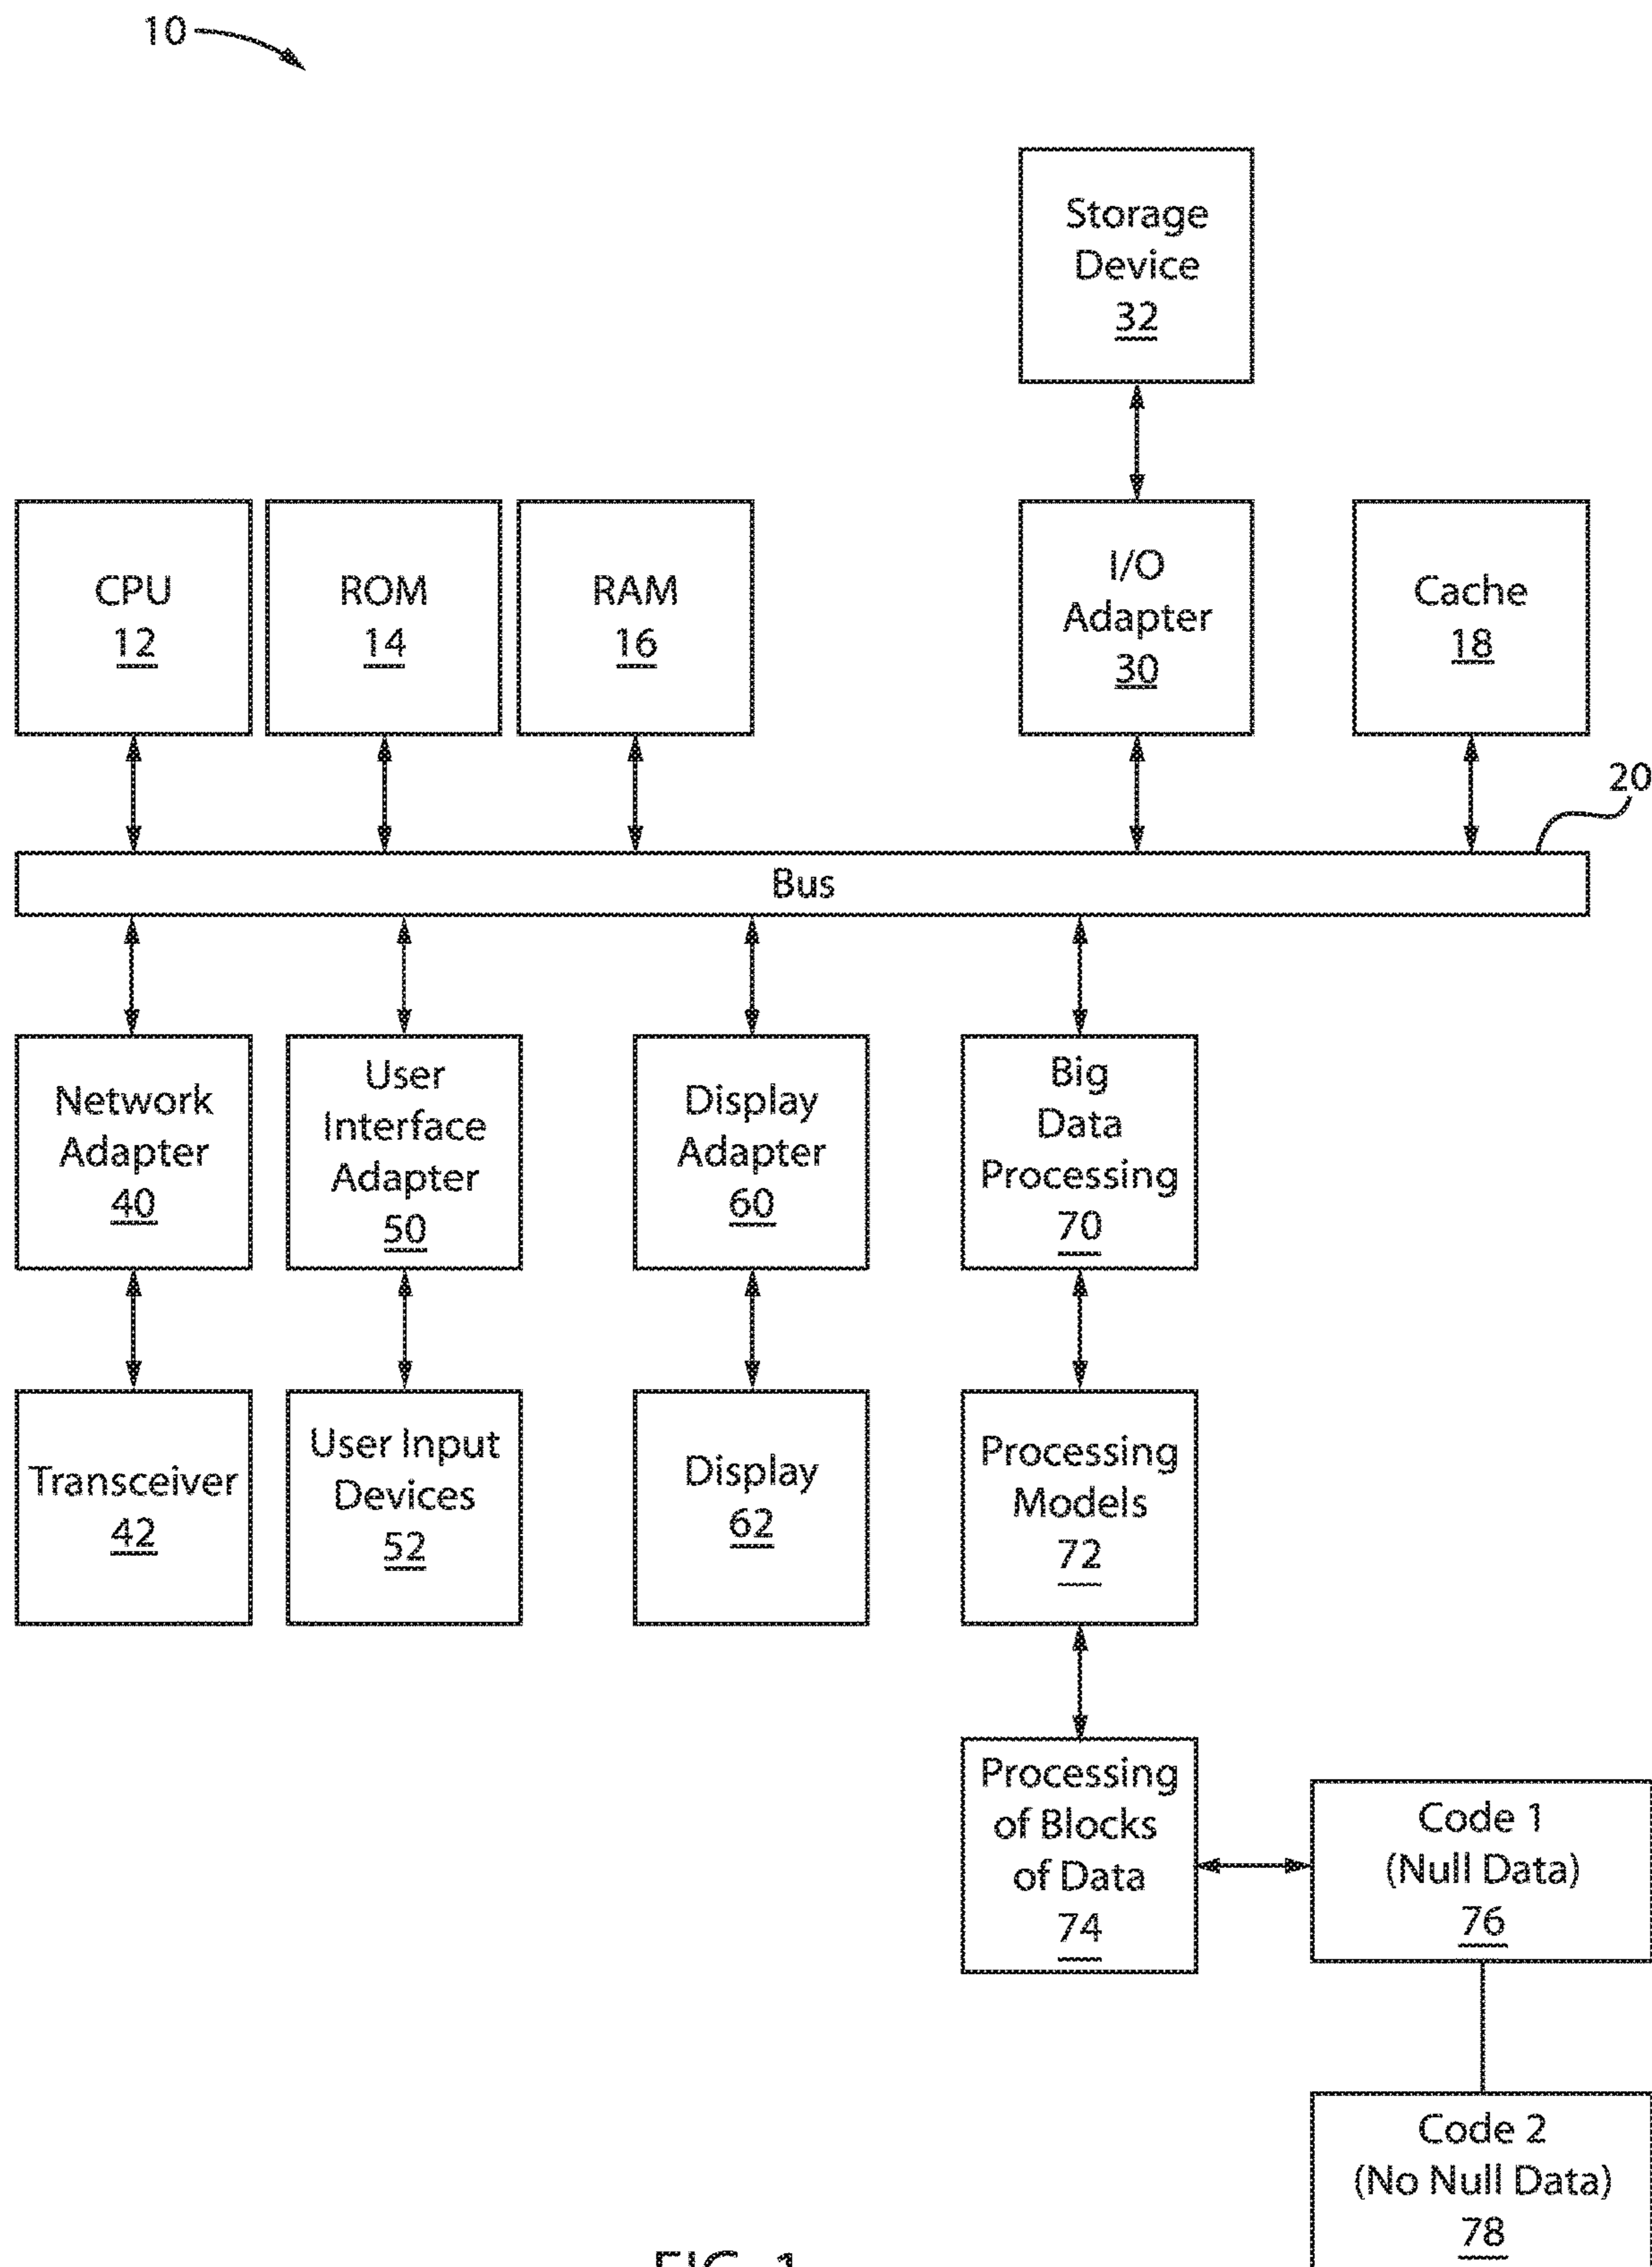 10
Storage
Device
32
CPU
12
ROM
14
RAM
16
I/O
Adapter
30
Cache
18
20
Bus
Network
Adapter
40
User
Interface
Adapter
50
Display
Adapter
60
Big
Data
Processing
70
Transceiver
42
User Input
Devices
52
Display
62
Processing
Models
72
Processing
of Blocks
of Data
74
Code 1
(Null Data)
76
Code 2
(No Null Data)
78
FIG. 1